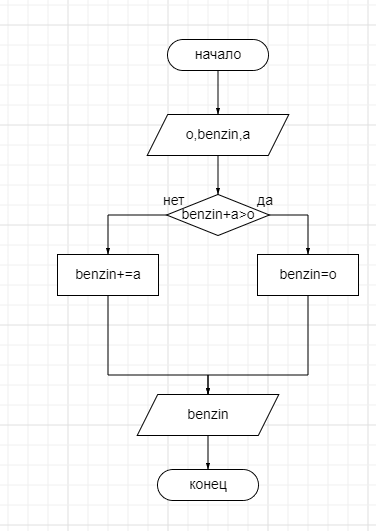 начало
o,benzin,a
нет
да
benzin+a>o
benzin+=a
benzin=o
benzin
конец